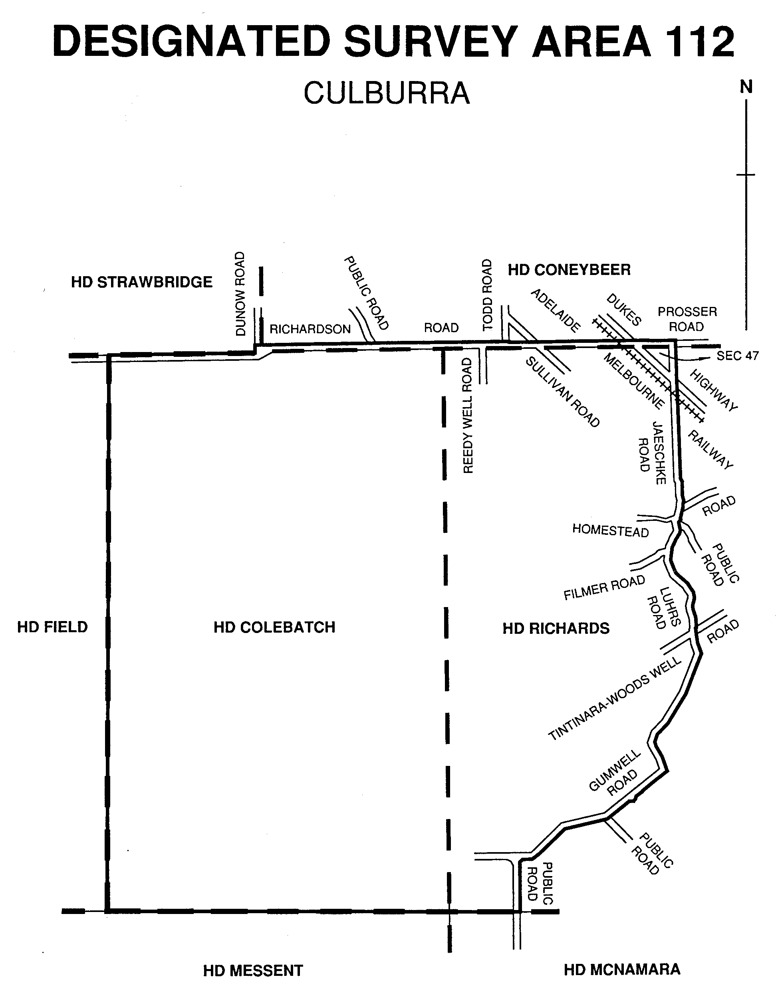 DESIGNATED SURVEY AREA 112
CULBURRA
N
HD STRAWBRIDGE
DUNOW ROAD
RICHARDSON
PUBLIC ROAD
ROAD
TODD ROAD
HD CONEYBEER
ADELAIDE
DUKES
PROSSER
ROAD
SEC 47
REEDY WELL ROAD
SULLIVAN ROAD
MELBOURNE
HIGHWAY
RAILWAY
JAESCHKE
ROAD
ROAD
HOMESTEAD
PUBLIC
ROAD
FILMER ROAD
LUHRS
ROAD
HD FIELD
HD COLEBATCH
HD RICHARDS
ROAD
TINTINARA-WOODS WELL
GUMWELL
ROAD
PUBLIC
ROAD
PUBLIC
ROAD
HD MESSENT
HD MCNAMARA